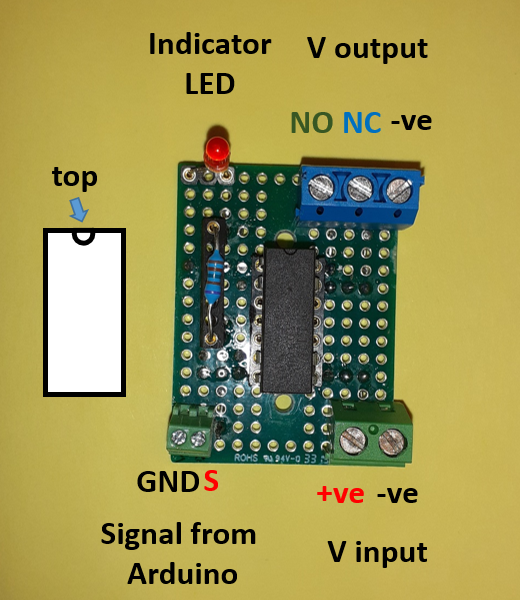 Indicator
LED
V output
NO NC -ve
top
ROHS 94V-0
GND S
+ve -ve
Signal from
Arduino
V input